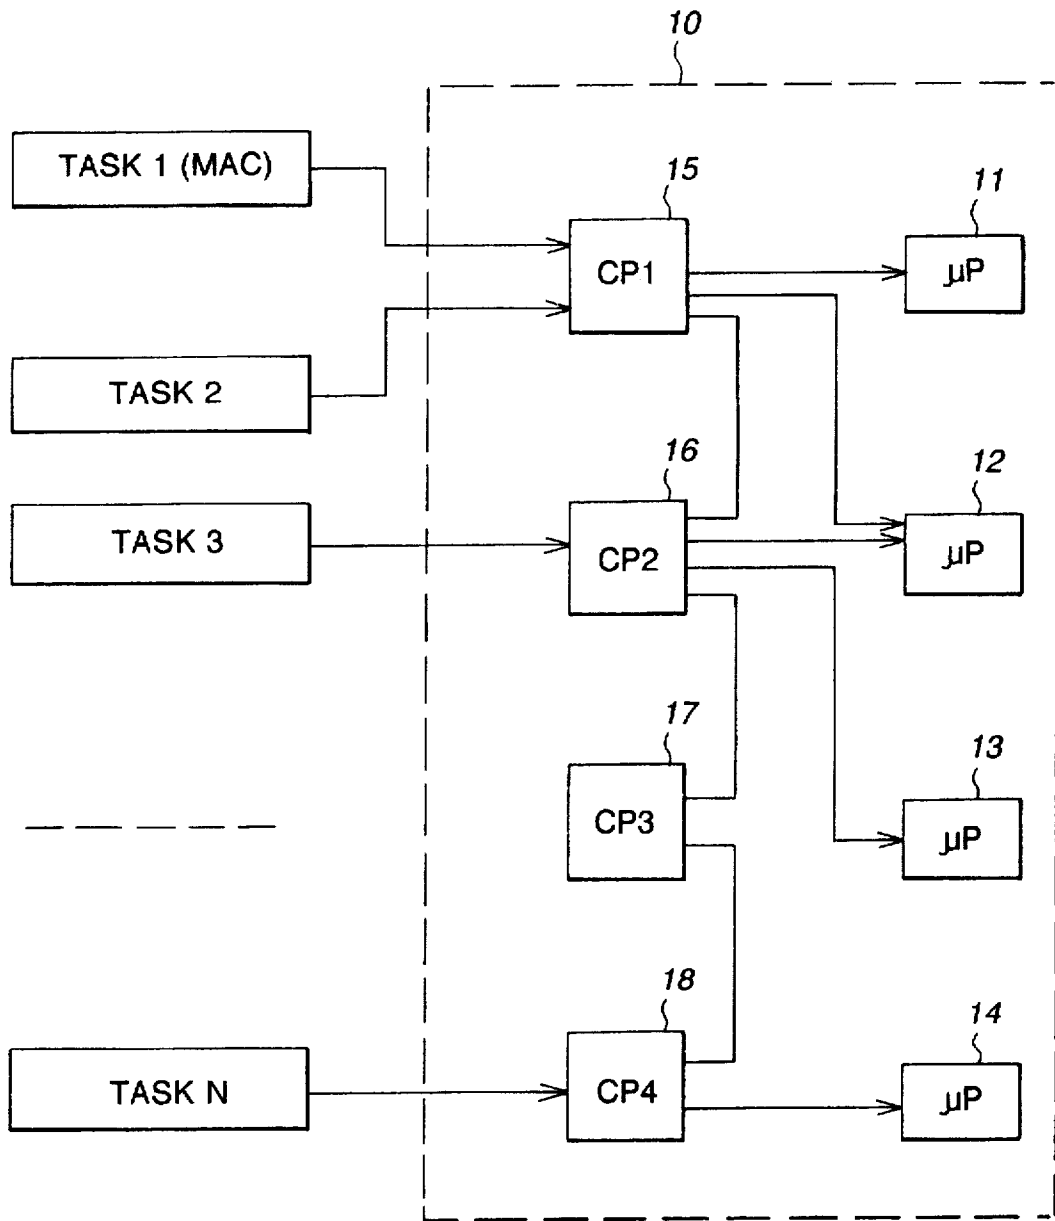 10
TASK 1 (MAC)
15
11
CP1
μP
TASK 2
16
12
TASK 3
CP2
μP
17
13
CP3
μP
18
14
TASK N
CP4
μP